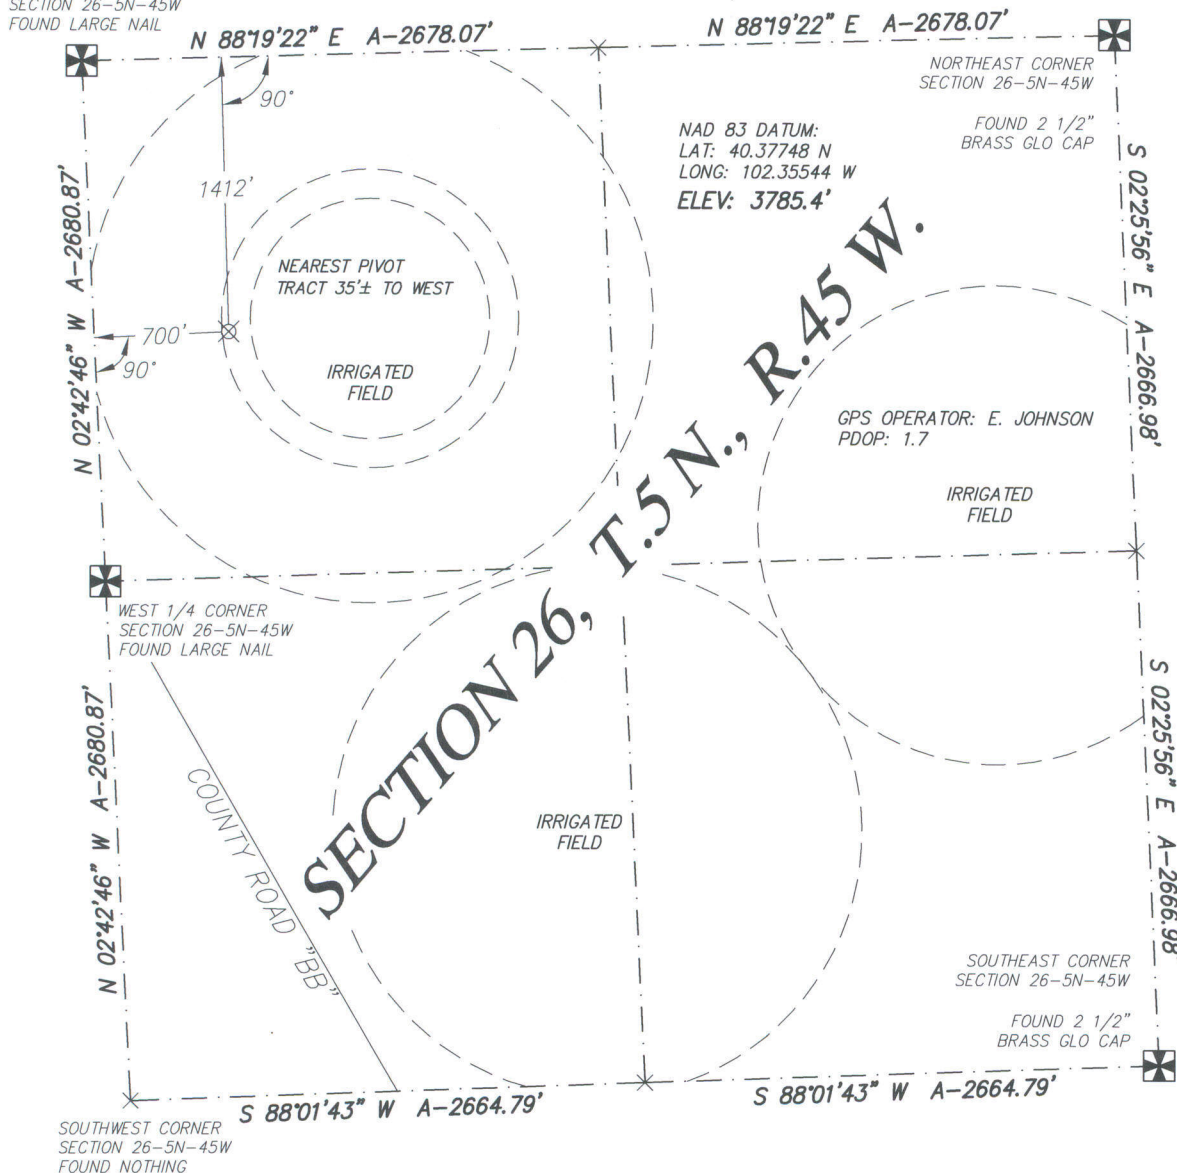 SECTION 26-5N-45W
FOUND LARGE NAIL
N 88°19'22" E A-2678.07'
N 88°19'22" E A-2678.07'
NORTHEAST CORNER
SECTION 26-5N-45W
FOUND 2 1/2"
BRASS GLO CAP
90°
1412'
NAD 83 DATUM:
LAT: 40.37748 N
LONG: 102.35544 W
ELEV: 3785.4'
N 02°42'46" W A-2680.87'
S 02°25'56" E A-2666.98'
NEAREST PIVOT
TRACT 35'± TO WEST
700'
90°
IRRIGATED
FIELD
SECTION 26, T.5 N., R.45 W.
GPS OPERATOR: E. JOHNSON
PDOP: 1.7
IRRIGATED
FIELD
WEST 1/4 CORNER
SECTION 26-5N-45W
FOUND LARGE NAIL
N 02°42'46" W A-2680.87'
S 02°25'56" E A-2666.98'
COUNTY ROAD "BB"
IRRIGATED
FIELD
SOUTHEAST CORNER
SECTION 26-5N-45W
FOUND 2 1/2"
BRASS GLO CAP
S 88°01'43" W A-2664.79'
S 88°01'43" W A-2664.79'
SOUTHWEST CORNER
SECTION 26-5N-45W
FOUND NOTHING